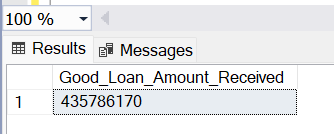 100 %
Results Messages
Good_Loan_Amount_Received
1 435786170